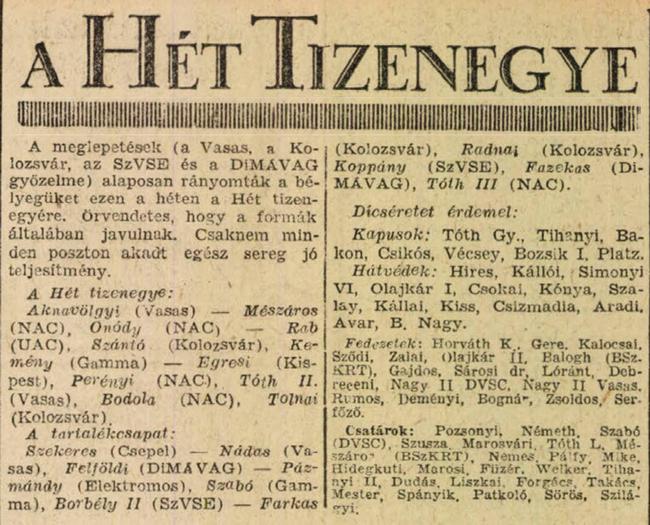 A HÉT TIZENEGYE
A meglepetések (a Vasas, a Ko-
lozsvár, az SzVSE és a DiMÁVAG
győzelme) alaposan rányomták a bé-
lyegüket ezen a héten a Hét tizen-
egyére. Örvendetes, hogy a formák
általában javulnak. Csaknem min-
den poszton akadt egész sereg jó
teljesítmény.
A Hét tizenegye:
Aknavölgyi (Vasas) — Mészáros
(NAC), Onódy (NAC) — Rab
(UAC), Szántó (Kolozsvár), Ke-
mény (Gamma) — Egresi (Kis-
pest), Perényi (NAC), Tóth II.
(Vasas), Bodola (NAC), Tolnai
(Kolozsvár).
A tartalékcsapat:
Szekeres (Csepel) — Nádas (Va-
sas), Felföldi (DiMÁVAG) — Páz-
mándy (Elektromos), Szabó (Gam-
ma), Borbély II (SzVSE) — Farkas
(Kolozsvár), Radnai (Kolozsvár),
Koppány (SzVSE), Fazekas (Di-
MÁVAG), Tóth III (NAC).
Dicséretet érdemel:
Kapusok: Tóth Gy., Tihanyi, Ba-
kon, Csikós, Vécsey, Bozsik I, Platz.
Hátvédek: Hires, Kállói, Simonyi
VI, Olajkár I, Csokai, Kónya, Sza-
lay, Kállai, Kiss, Csizmadia, Aradi,
Avar, B. Nagy.
Fedezetek: Horváth K, Gere, Kalocsai,
Sződi, Zalai, Olajkár II, Balogh (BSz-
KRT), Gajdos, Sárosi dr, Lóránt, Deb-
receni, Nagy II DVSC, Nagy II Vasas,
Rumos, Deményi, Bognár, Zsoldos, Ser-
főző.
Csatárok: Pozsonyi, Németh, Szabó
(DVSC), Szusza, Marosvári, Tóth L, Mé-
száros (BSzKRT), Nemes, Pálfy, Mike,
Hidegkuti, Marosi, Füzér, Welker, Tiha-
nyi II, Dudás, Liszkai, Forgács, Takács,
Mester, Spányik, Patkoló, Sörös, Szilá-
gyi.